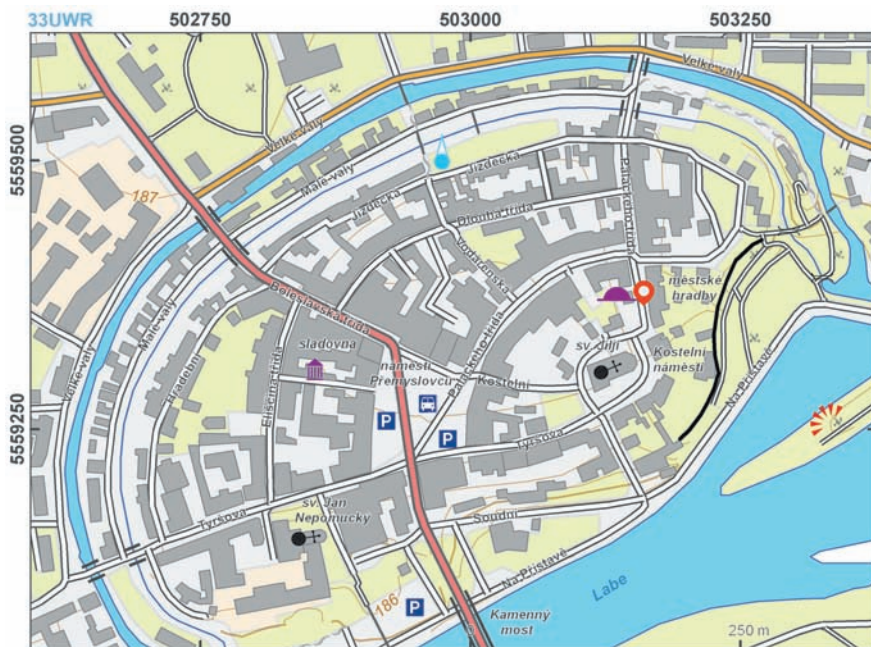 33UWR
502750
503000
503250
5559500
5559250
Velké valy
Velké valy
Malé valy
187
Jízdecká
Jízdecká
Palackého třída
Dlouhá třída
Vodárenská
Boleslavská třída
městské
hradby
Malé valy
Velké valy
Hradební
sladovna
Eliščina třída
náměstí
Přemyslovců
Palackého třída
Kostelní
sv. Jiljí
Kostelní
náměstí
Na Přístavě
P
P
Tyršova
Tyršova
sv. Jan
Nepomucký
Soudní
Na Přístavě
186
P
Labe
Kamenný
most
250 m